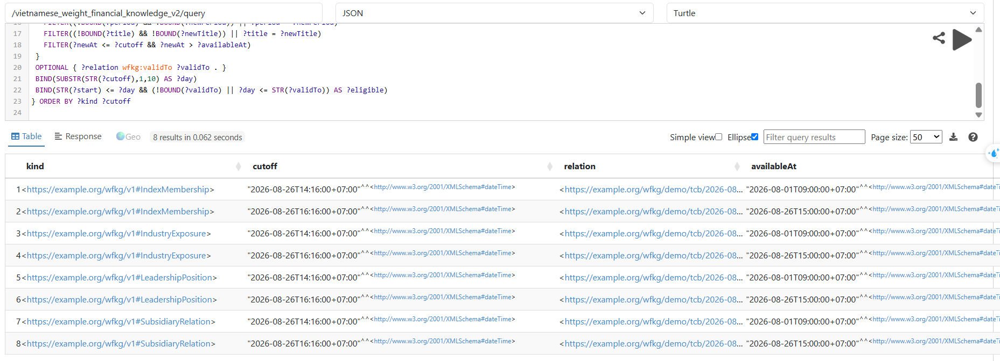 /vietnamese_weight_financial_knowledge_v2/query JSON Turtle
17 FILTER((!BOUND(?title) && !BOUND(?newTitle)) || ?title = ?newTitle)
18 FILTER(?newAt <= ?cutoff && ?newAt > ?availableAt)
19 }
20 OPTIONAL { ?relation wfkg:validTo ?validTo . }
21 BIND(SUBSTR(STR(?cutoff),1,10) AS ?day)
22 BIND(STR(?start) <= ?day && (!BOUND(?validTo) || ?day <= STR(?validTo)) AS ?eligible)
23 } ORDER BY ?kind ?cutoff
24
Table Response Geo 8 results in 0.062 seconds Simple view Ellipse Filter query results Page size: 50
kind cutoff relation availableAt
1 <https://example.org/wfkg/v1#IndexMembership> "2026-08-26T14:16:00+07:00"^^<http://www.w3.org/2001/XMLSchema#dateTime> <https://example.org/wfkg/demo/tcb/2026-08... "2026-08-01T09:00:00+07:00"^^<http://www.w3.org/2001/XMLSchema#dateTi
2 <https://example.org/wfkg/v1#IndexMembership> "2026-08-26T16:16:00+07:00"^^<http://www.w3.org/2001/XMLSchema#dateTime> <https://example.org/wfkg/demo/tcb/2026-08... "2026-08-26T15:00:00+07:00"^^<http://www.w3.org/2001/XMLSchema#dateTi
3 <https://example.org/wfkg/v1#IndustryExposure> "2026-08-26T14:16:00+07:00"^^<http://www.w3.org/2001/XMLSchema#dateTime> <https://example.org/wfkg/demo/tcb/2026-08... "2026-08-01T09:00:00+07:00"^^<http://www.w3.org/2001/XMLSchema#dateTi
4 <https://example.org/wfkg/v1#IndustryExposure> "2026-08-26T16:16:00+07:00"^^<http://www.w3.org/2001/XMLSchema#dateTime> <https://example.org/wfkg/demo/tcb/2026-08... "2026-08-26T15:00:00+07:00"^^<http://www.w3.org/2001/XMLSchema#dateTi
5 <https://example.org/wfkg/v1#LeadershipPosition> "2026-08-26T14:16:00+07:00"^^<http://www.w3.org/2001/XMLSchema#dateTime> <https://example.org/wfkg/demo/tcb/2026-08... "2026-08-01T09:00:00+07:00"^^<http://www.w3.org/2001/XMLSchema#dateTi
6 <https://example.org/wfkg/v1#LeadershipPosition> "2026-08-26T16:16:00+07:00"^^<http://www.w3.org/2001/XMLSchema#dateTime> <https://example.org/wfkg/demo/tcb/2026-08... "2026-08-26T15:00:00+07:00"^^<http://www.w3.org/2001/XMLSchema#dateTi
7 <https://example.org/wfkg/v1#SubsidiaryRelation> "2026-08-26T14:16:00+07:00"^^<http://www.w3.org/2001/XMLSchema#dateTime> <https://example.org/wfkg/demo/tcb/2026-08... "2026-08-01T09:00:00+07:00"^^<http://www.w3.org/2001/XMLSchema#dateTi
8 <https://example.org/wfkg/v1#SubsidiaryRelation> "2026-08-26T16:16:00+07:00"^^<http://www.w3.org/2001/XMLSchema#dateTime> <https://example.org/wfkg/demo/tcb/2026-08... "2026-08-26T15:00:00+07:00"^^<http://www.w3.org/2001/XMLSchema#dateTi